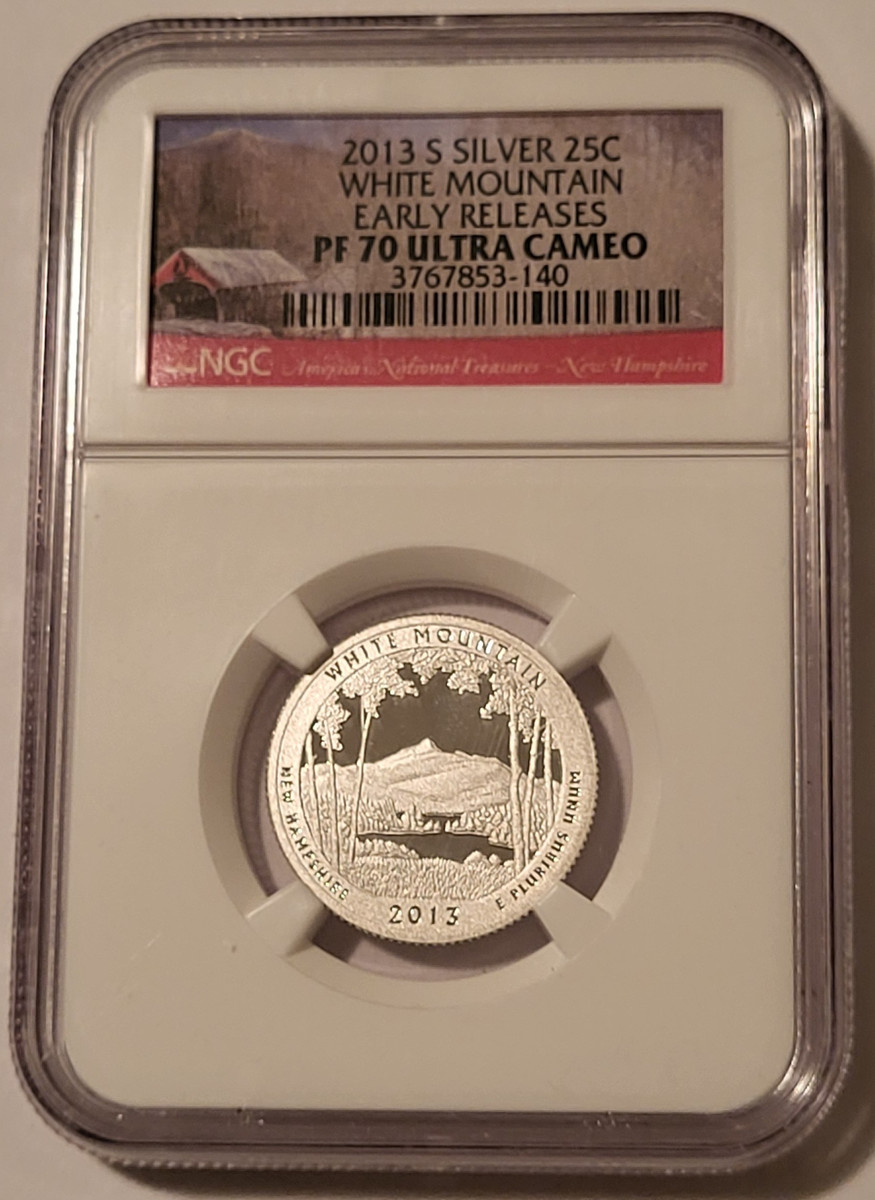 2013 S SILVER 25C
WHITE MOUNTAIN
EARLY RELEASES
PF 70 ULTRA CAMEO
3767853-140
NGC America's National Treasures - New Hampshire
WHITE MOUNTAIN
NEW HAMPSHIRE
2013
E PLURIBUS UNUM